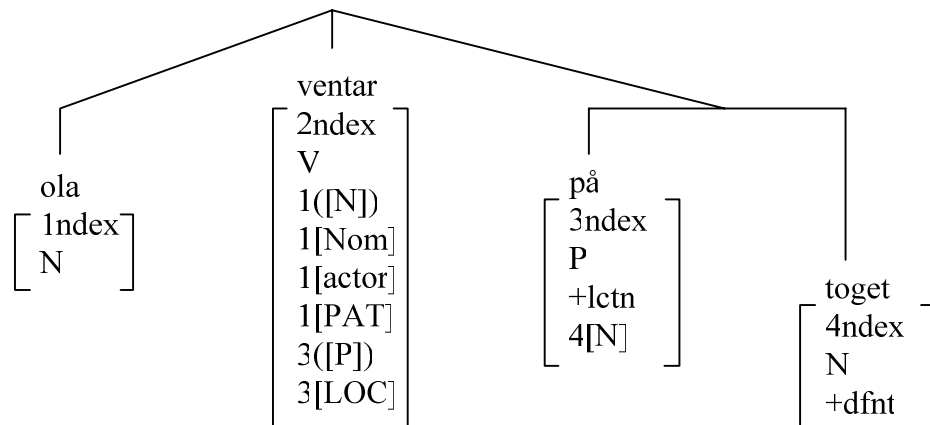 ola
1ndex
N
ventar
2ndex
V
1([N])
1[Nom]
1[actor]
1[PAT]
3([P])
3[LOC]
på
3ndex
P
+lctn
4[N]
toget
4ndex
N
+dfnt